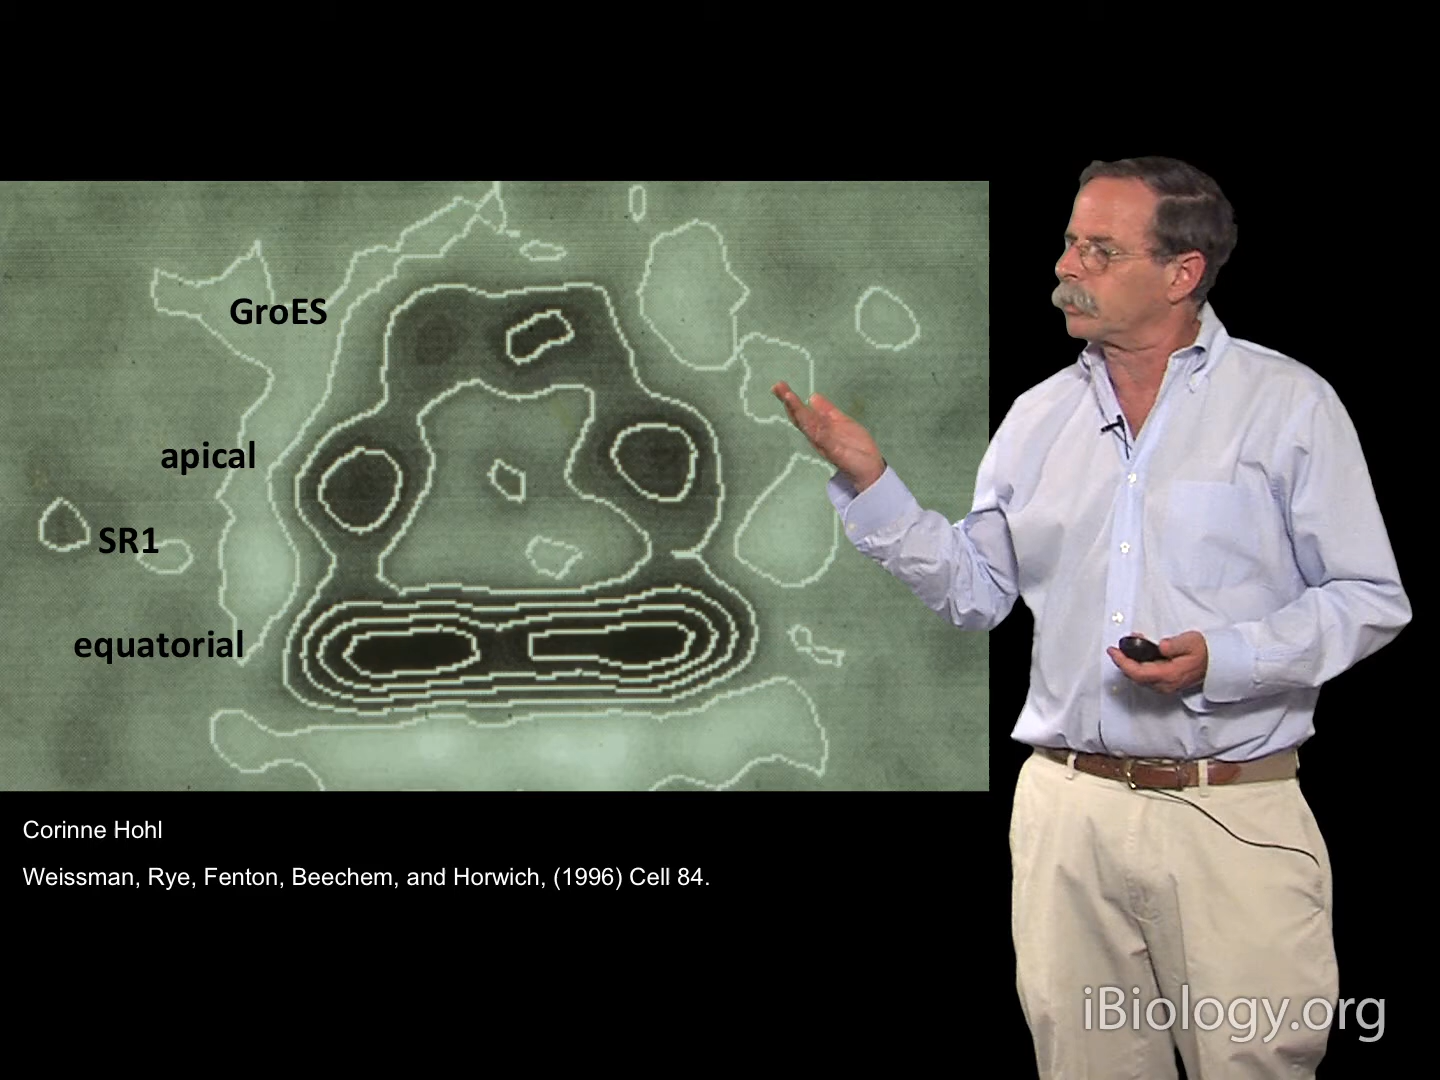 GroES
apical
SR1
equatorial
Corinne Hohl
Weissman, Rye, Fenton, Beechem, and Horwich, (1996) Cell 84.
iBiology.org